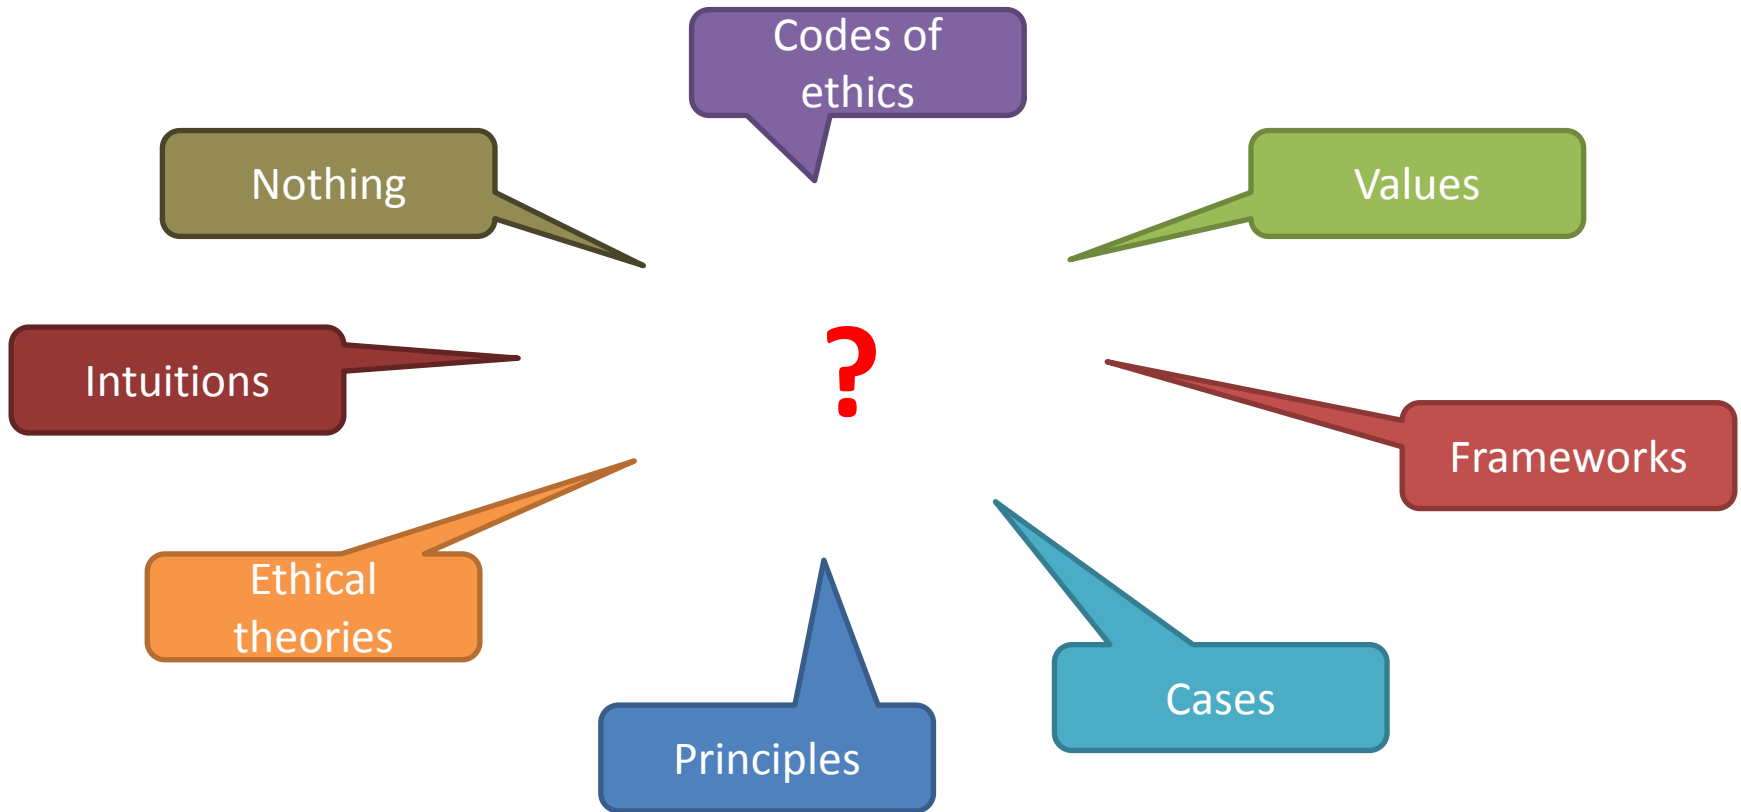 Codes of
ethics
Nothing
Values
?
Intuitions
Frameworks
Ethical
theories
Cases
Principles